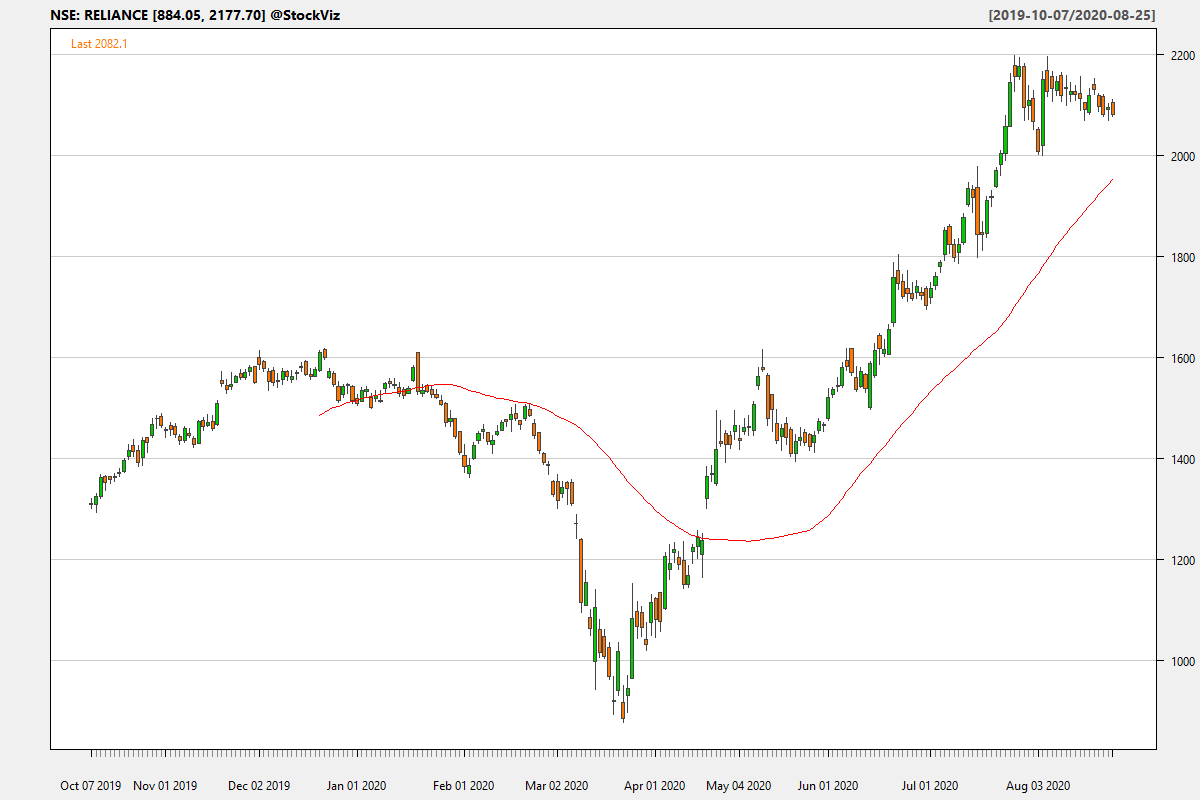 NSE: RELIANCE [884.05, 2177.70] @StockViz [2019-10-07/2020-08-25]
Last 2082.1
2200
2000
1800
1600
1400
1200
1000
Oct 07 2019 Nov 01 2019 Dec 02 2019 Jan 01 2020 Feb 01 2020 Mar 02 2020 Apr 01 2020 May 04 2020 Jun 01 2020 Jul 01 2020 Aug 03 2020